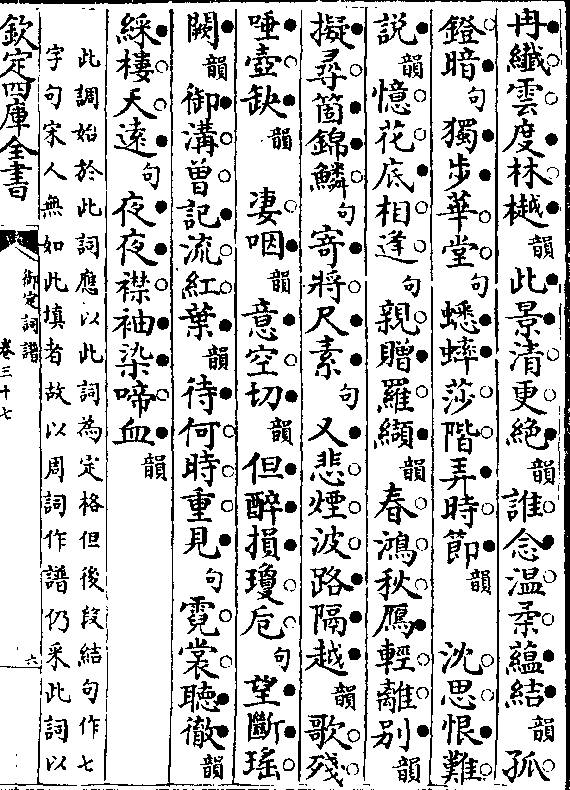 冉纖雲度林樾韻此景清更絕韻誰念温柔藴結韻孤
鐙暗句獨步華堂句蟋蟀莎階弄時節韻　沈思恨難
説韻憶花底相逢句親贈羅纈韻春鴻秋鴈輕離别韻
擬尋箇錦鱗句寄將尺素句又悲煙波路隔越韻歌殘
唾壺缺韻　凄咽韻意空切韻但醉損瓊卮句望斷瑤
闕韻御溝曾記流紅葉韻待何時重見句霓裳聽徹韻
綵樓天遠句夜夜襟袖染啼血韻
此調始於此詞應以此詞為定格但後段結句作七
字句宋人無如此填者故以周詞作譜仍采此詞以
欽定四庫全書
御定詞譜
卷三十七
六